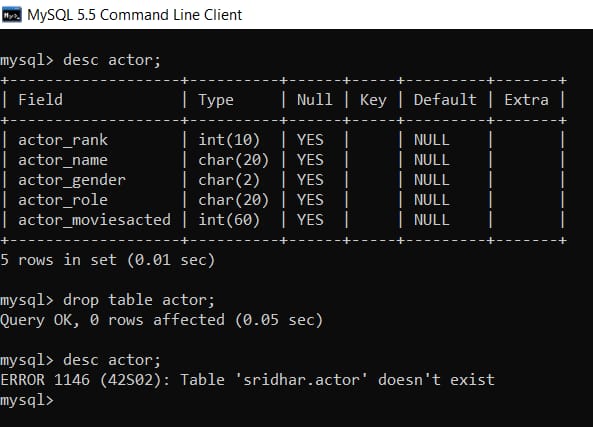 MySQL 5.5 Command Line Client
mysql> desc actor;
+-------------------+----------+------+-----+---------+-------+
| Field             | Type     | Null | Key | Default | Extra |
+-------------------+----------+------+-----+---------+-------+
| actor_rank        | int(10)  | YES  |     | NULL    |       |
| actor_name        | char(20) | YES  |     | NULL    |       |
| actor_gender      | char(2)  | YES  |     | NULL    |       |
| actor_role        | char(20) | YES  |     | NULL    |       |
| actor_moviesacted | int(60)  | YES  |     | NULL    |       |
+-------------------+----------+------+-----+---------+-------+
5 rows in set (0.01 sec)
mysql> drop table actor;
Query OK, 0 rows affected (0.05 sec)
mysql> desc actor;
ERROR 1146 (42S02): Table 'sridhar.actor' doesn't exist
mysql>